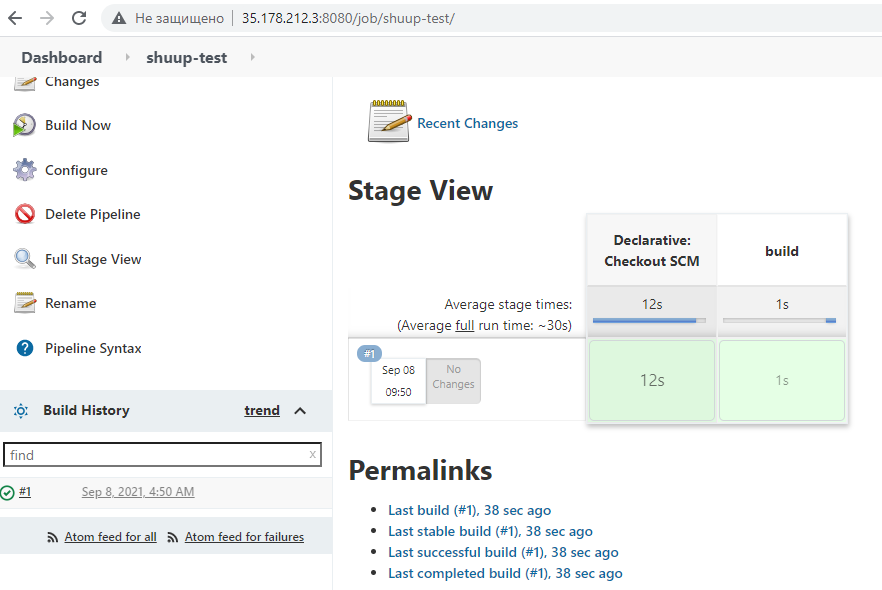 Не защищено 35.178.212.3:8080/job/shuup-test/
Dashboard shuup-test
Changes
Build Now
Configure
Delete Pipeline
Full Stage View
Rename
Pipeline Syntax
Build History trend
find x
#1 Sep 8, 2021, 4:50 AM
Atom feed for all Atom feed for failures
Recent Changes
Stage View
Declarative:
Checkout SCM
build
Average stage times:
(Average full run time: ~30s)
12s 1s
#1
Sep 08
09:50
No
Changes
12s 1s
Permalinks
Last build (#1), 38 sec ago
Last stable build (#1), 38 sec ago
Last successful build (#1), 38 sec ago
Last completed build (#1), 38 sec ago